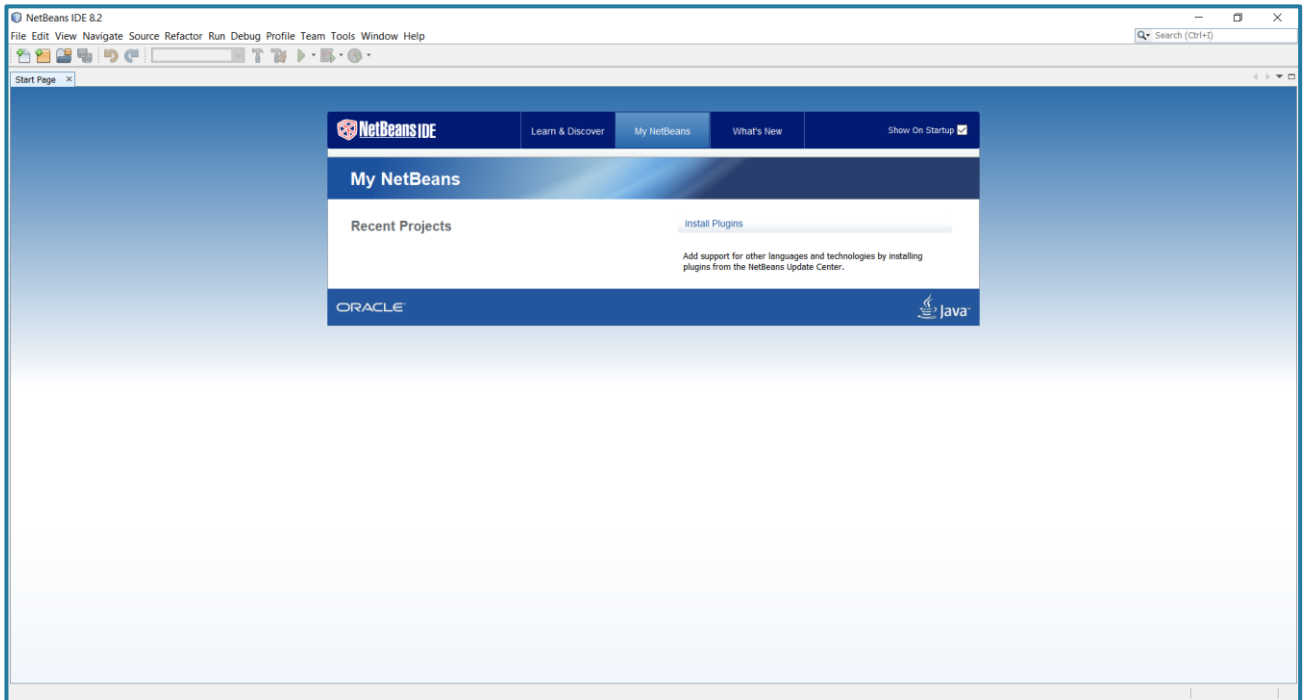 NetBeans IDE 8.2
File Edit View Navigate Source Refactor Run Debug Profile Team Tools Window Help
Search (Ctrl+I)
Start Page
NetBeans IDE
Learn & Discover
My NetBeans
What's New
Show On Startup
My NetBeans
Recent Projects
Install Plugins
Add support for other languages and technologies by installing
plugins from the NetBeans Update Center.
ORACLE
Java